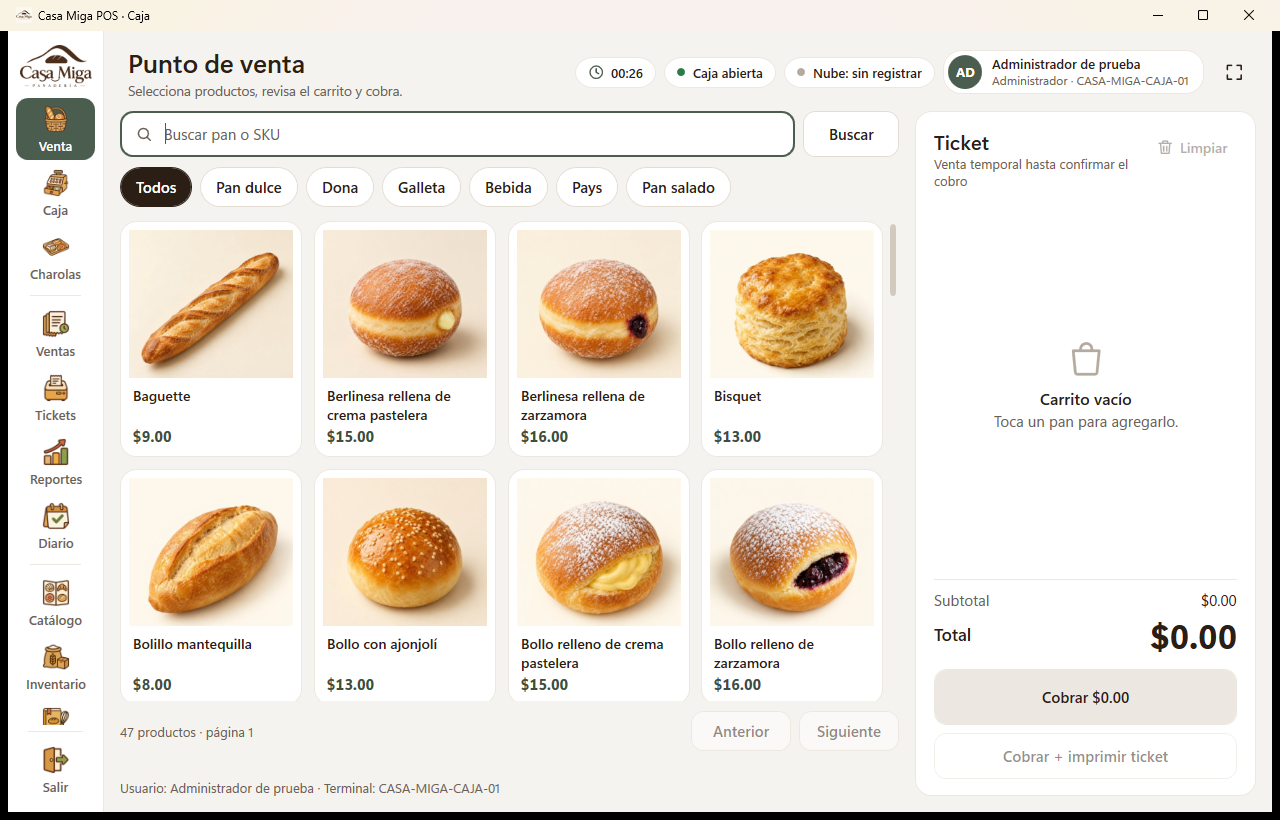 Casa Miga POS · Caja
Casa Miga
PANADERÍA
Venta
Caja
Charolas
Ventas
Tickets
Reportes
Diario
Catálogo
Inventario
Salir
Punto de venta
Selecciona productos, revisa el carrito y cobra.
00:26
Caja abierta
Nube: sin registrar
AD
Administrador de prueba
Administrador · CASA-MIGA-CAJA-01
Buscar pan o SKU
Buscar
Todos
Pan dulce
Dona
Galleta
Bebida
Pays
Pan salado
Baguette
$9.00
Berlinesa rellena de
crema pastelera
$15.00
Berlinesa rellena de
zarzamora
$16.00
Bisquet
$13.00
Bolillo mantequilla
$8.00
Bollo con ajonjolí
$13.00
Bollo relleno de crema
pastelera
$15.00
Bollo relleno de
zarzamora
$16.00
47 productos · página 1
Anterior
Siguiente
Usuario: Administrador de prueba · Terminal: CASA-MIGA-CAJA-01
Ticket
Venta temporal hasta confirmar el
cobro
Limpiar
Carrito vacío
Toca un pan para agregarlo.
Subtotal
$0.00
Total
$0.00
Cobrar $0.00
Cobrar + imprimir ticket